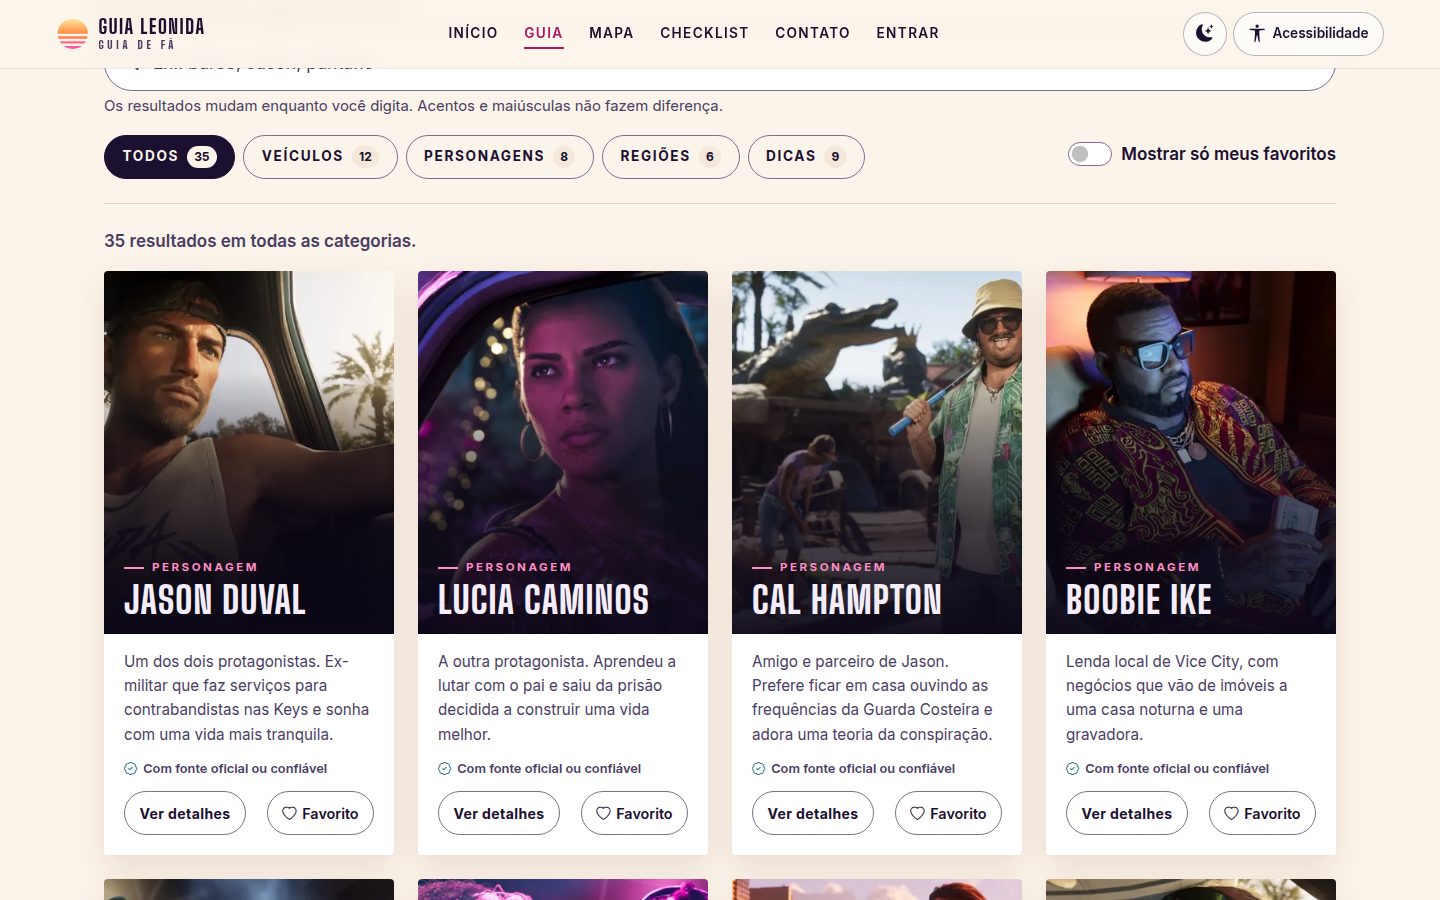 GUIA LEONIDA
GUIA DE FÃ
INÍCIO
GUIA
MAPA
CHECKLIST
CONTATO
ENTRAR
Acessibilidade
Os resultados mudam enquanto você digita. Acentos e maiúsculas não fazem diferença.
TODOS 35
VEÍCULOS 12
PERSONAGENS 8
REGIÕES 6
DICAS 9
Mostrar só meus favoritos
35 resultados em todas as categorias.
PERSONAGEM
JASON DUVAL
Um dos dois protagonistas. Ex-
militar que faz serviços para
contrabandistas nas Keys e sonha
com uma vida mais tranquila.
Com fonte oficial ou confiável
Ver detalhes
Favorito
PERSONAGEM
LUCIA CAMINOS
A outra protagonista. Aprendeu a
lutar com o pai e saiu da prisão
decidida a construir uma vida
melhor.
Com fonte oficial ou confiável
Ver detalhes
Favorito
PERSONAGEM
CAL HAMPTON
Amigo e parceiro de Jason.
Prefere ficar em casa ouvindo as
frequências da Guarda Costeira e
adora uma teoria da conspiração.
Com fonte oficial ou confiável
Ver detalhes
Favorito
PERSONAGEM
BOOBIE IKE
Lenda local de Vice City, com
negócios que vão de imóveis a
uma casa noturna e uma
gravadora.
Com fonte oficial ou confiável
Ver detalhes
Favorito